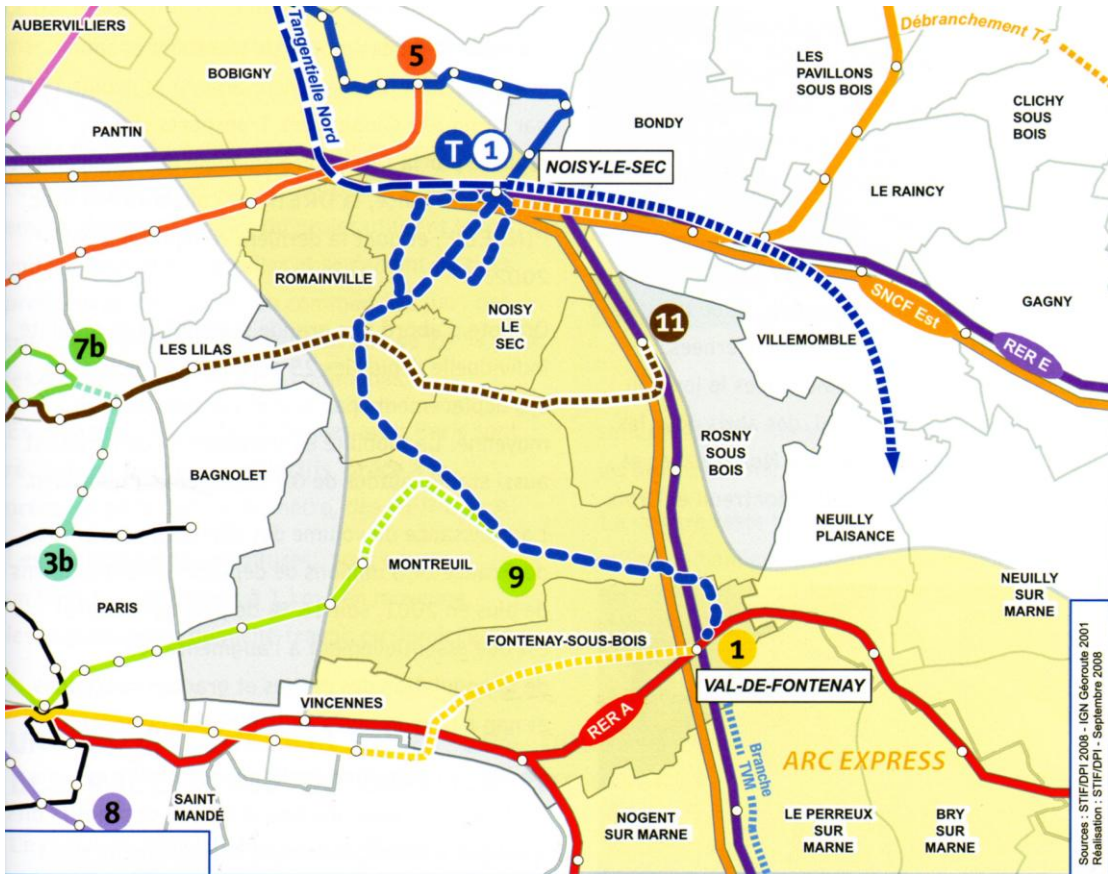 AUBERVILLIERS
BOBIGNY
Tangentielle Nord
5
Débranchement T4
LES
PAVILLONS
SOUS BOIS
CLICHY
SOUS
BOIS
PANTIN
BONDY
T 1
NOISY-LE-SEC
LE RAINCY
ROMAINVILLE
NOISY
LE
SEC
11
SNCF Est
GAGNY
RER E
7b
LES LILAS
VILLEMOMBLE
BAGNOLET
ROSNY
SOUS
BOIS
3b
MONTREUIL
9
NEUILLY
PLAISANCE
NEUILLY
SUR
MARNE
PARIS
FONTENAY-SOUS-BOIS
1
VAL-DE-FONTENAY
VINCENNES
RER A
Branche
TVM
ARC EXPRESS
8
SAINT
MANDÉ
NOGENT
SUR MARNE
LE PERREUX
SUR
MARNE
BRY
SUR
MARNE
Sources : STIF/DPI 2008 - IGN Géoroute 2001
Réalisation : STIF/DPI - Septembre 2008